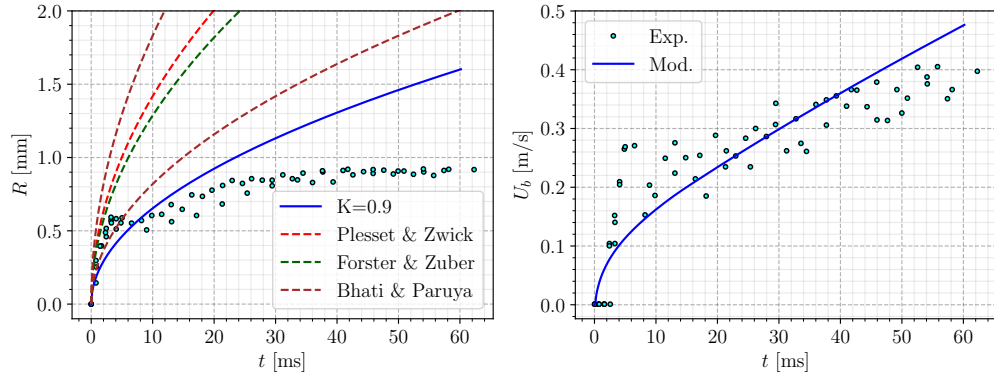 2.0
1.5
1.0
0.5
0.0
R [mm]
0
10
20
30
40
50
60
t [ms]
K=0.9
Plesset & Zwick
Forster & Zuber
Bhati & Paruya
0.5
0.4
0.3
0.2
0.1
0.0
U_b [m/s]
0
10
20
30
40
50
60
t [ms]
Exp.
Mod.